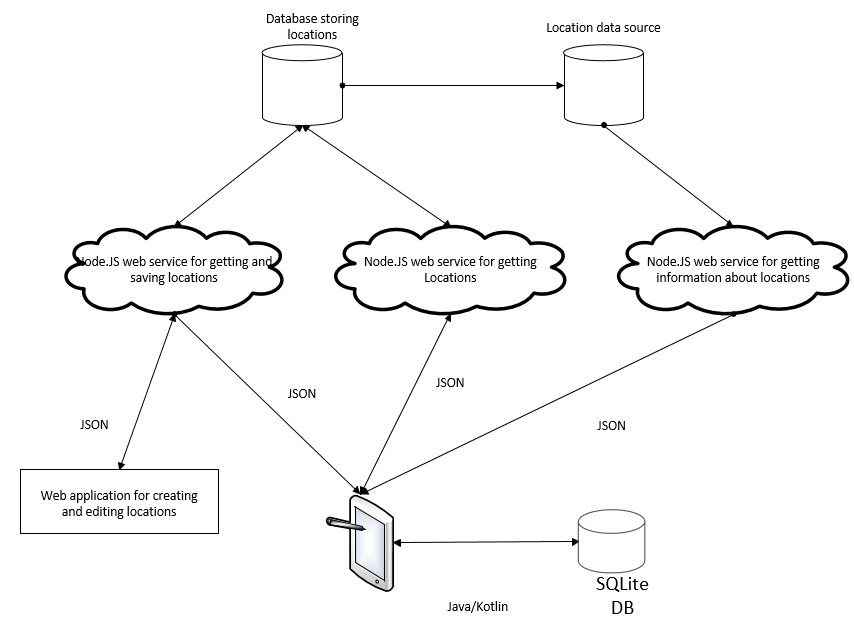 Database storing
locations
Location data source
Node.JS web service for getting and
saving locations
Node.JS web service for getting
Locations
Node.JS web service for getting
information about locations
JSON
JSON
JSON
JSON
Web application for creating
and editing locations
SQLite
DB
Java/Kotlin